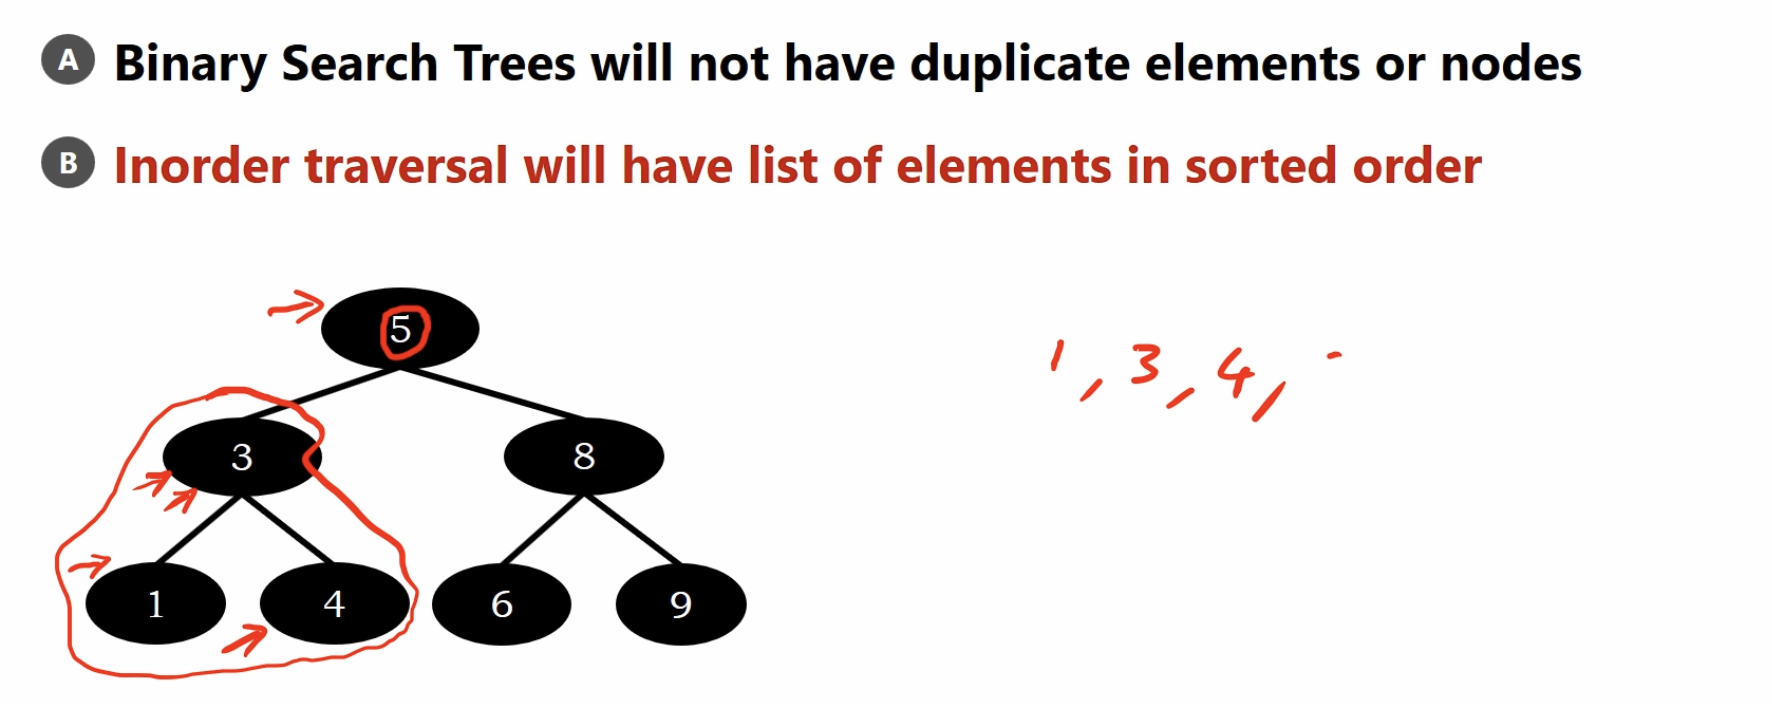 A Binary Search Trees will not have duplicate elements or nodes
B Inorder traversal will have list of elements in sorted order
5
1, 3, 4,
3 8
1 4 6 9